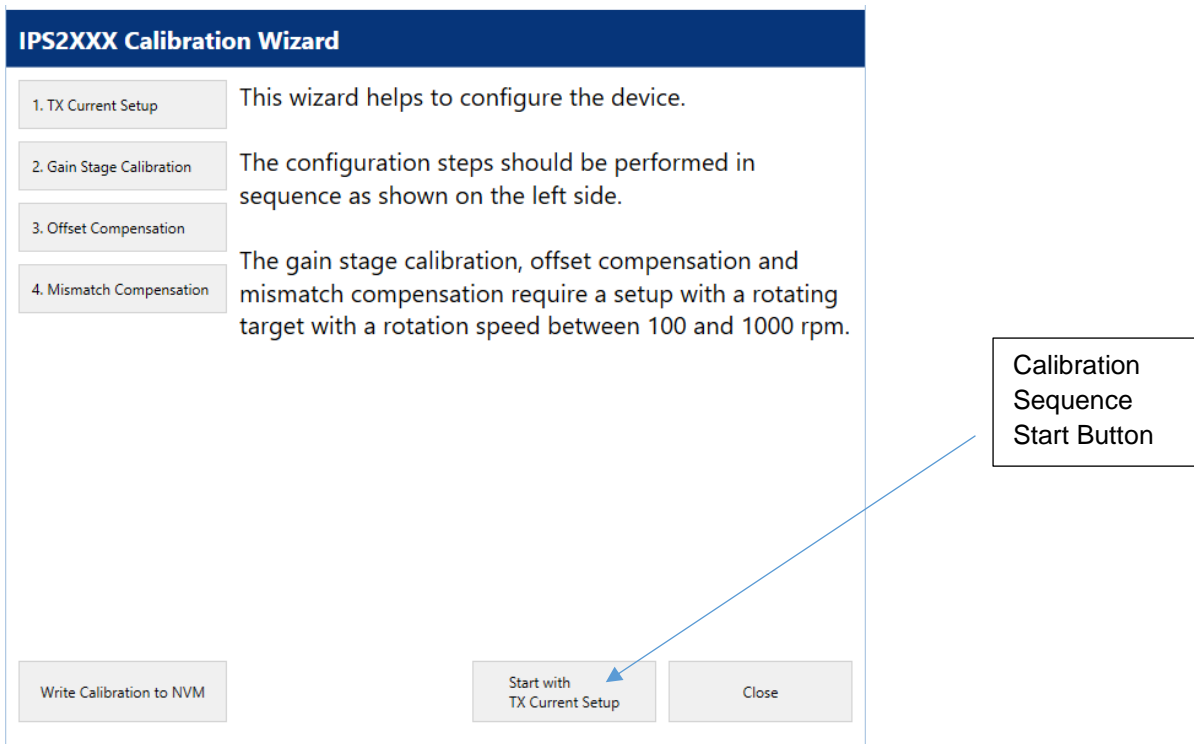 IPS2XXX Calibration Wizard
1. TX Current Setup
2. Gain Stage Calibration
3. Offset Compensation
4. Mismatch Compensation
This wizard helps to configure the device.
The configuration steps should be performed in
sequence as shown on the left side.
The gain stage calibration, offset compensation and
mismatch compensation require a setup with a rotating
target with a rotation speed between 100 and 1000 rpm.
Calibration
Sequence
Start Button
Write Calibration to NVM
Start with
TX Current Setup
Close